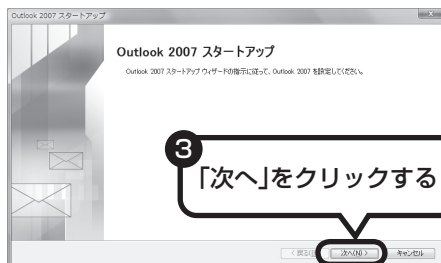 Outlook 2007 スタートアップ
Outlook 2007 スタートアップ
Outlook 2007 スタートアップ ウィザードの指示に従って、Outlook 2007 を設定してください。
3
「次へ」をクリックする
< 戻る(B) 次へ(N) > キャンセル